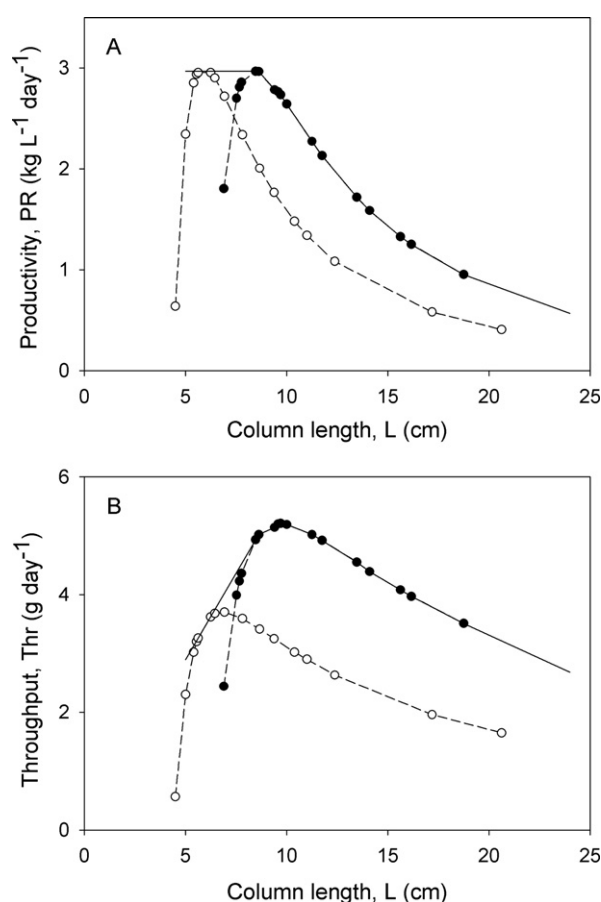 A
Productivity, PR (kg L⁻¹ day⁻¹)
3
2
1
0
0 5 10 15 20 25
Column length, L (cm)
B
Throughput, Thr (g day⁻¹)
6
4
2
0
0 5 10 15 20 25
Column length, L (cm)